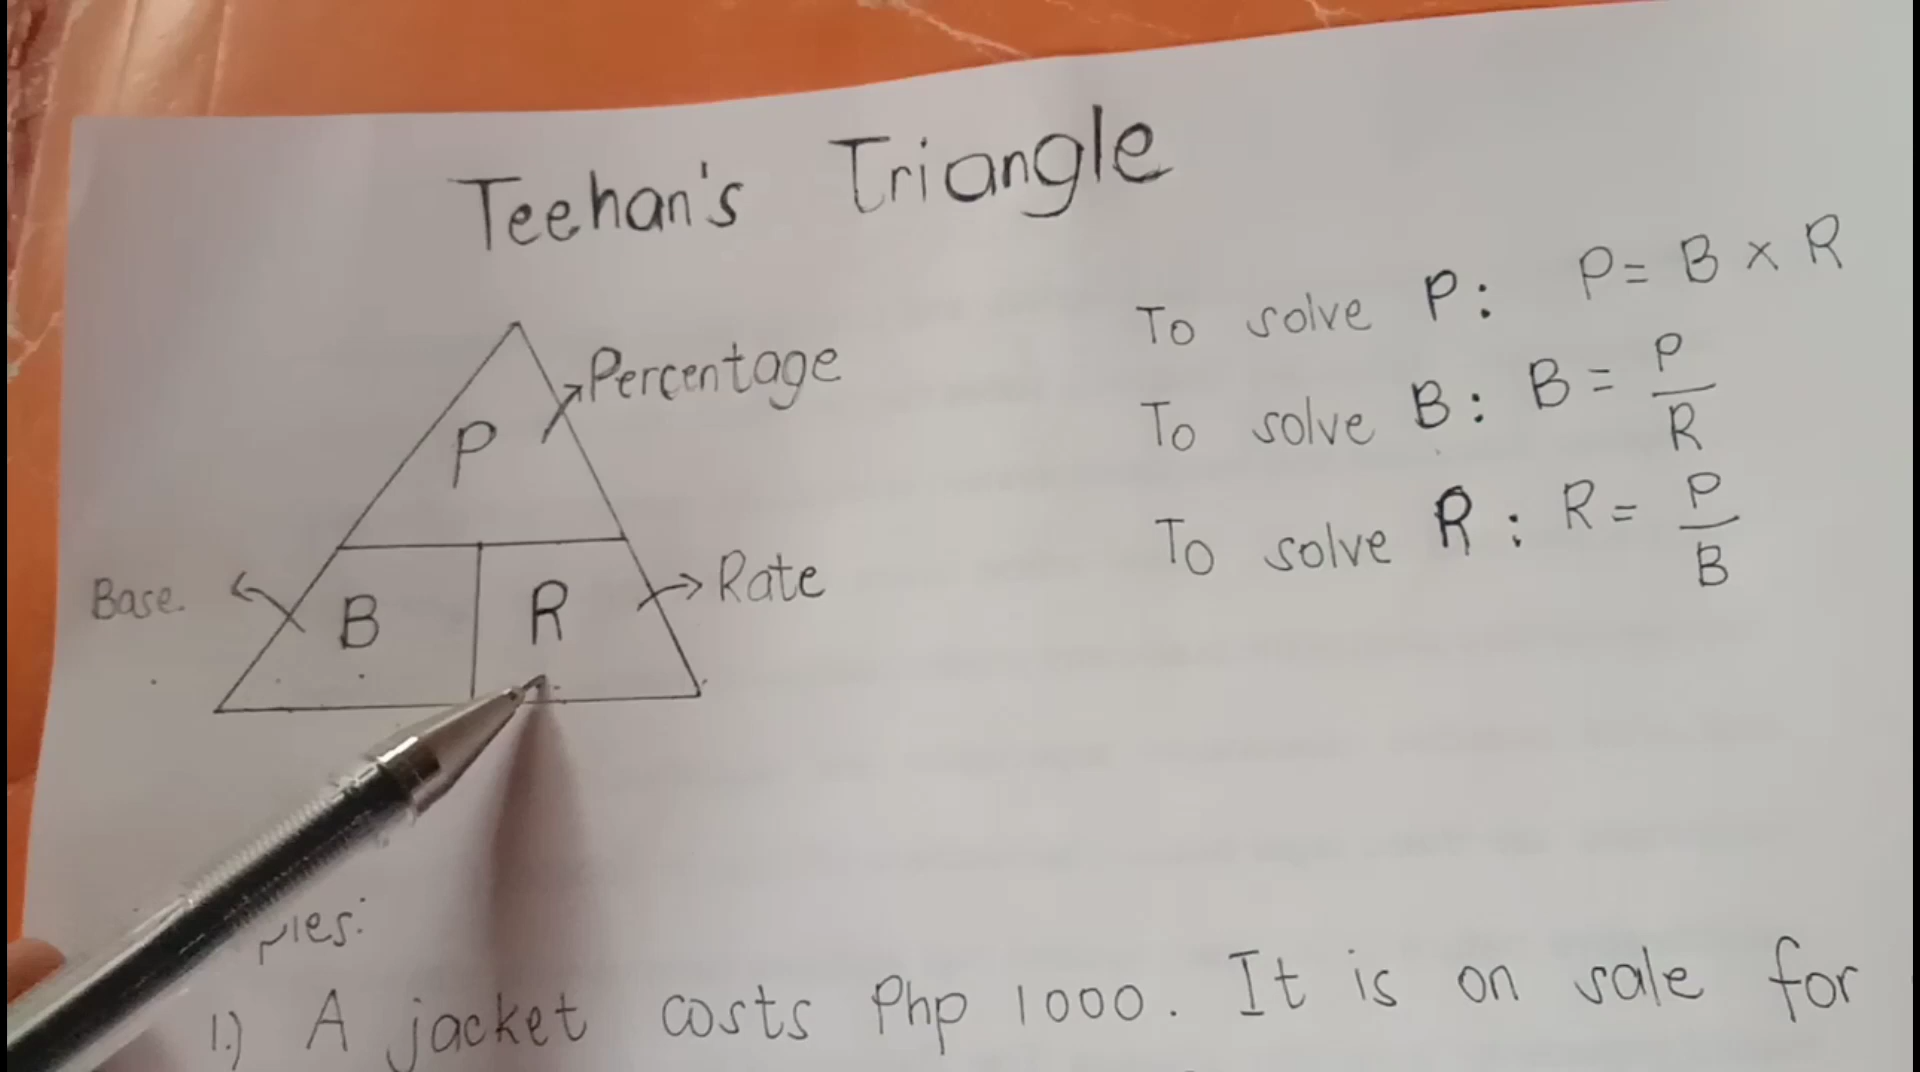 Teehan's Triangle
To solve P: P = B x R
Percentage
P
To solve B: B = P/R
To solve R: R = P/B
Base
B
R
Rate
1.) A jacket costs Php 1000. It is on sale for